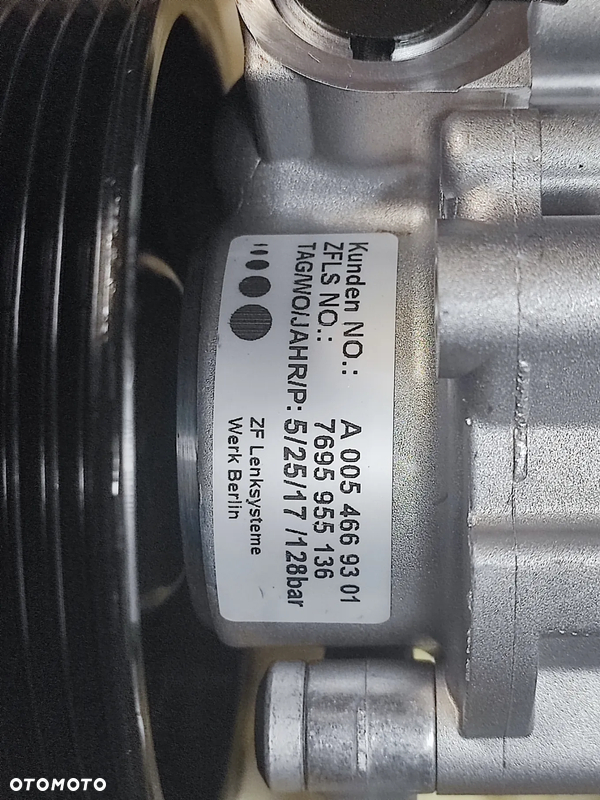 Kunden NO.: A 005 466 93 01
ZFLS NO.: 7695 955 136
TAG/WO/JAHR/P: 5/25/17 /128bar
ZF Lenksysteme
Werk Berlin
OTOMOTO